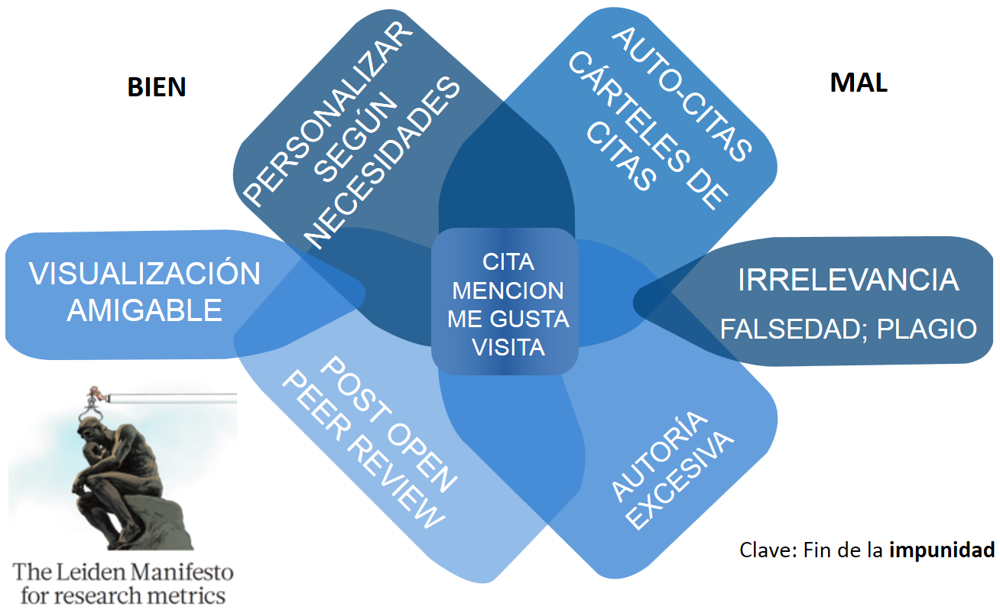 BIEN
MAL
PERSONALIZAR
SEGÚN
NECESIDADES
AUTO-CITAS
CÁRTELES DE
CITAS
VISUALIZACIÓN
AMIGABLE
CITA
MENCION
ME GUSTA
VISITA
IRRELEVANCIA
FALSEDAD; PLAGIO
POST OPEN
PEER REVIEW
AUTORÍA
EXCESIVA
The Leiden Manifesto
for research metrics
Clave: Fin de la impunidad